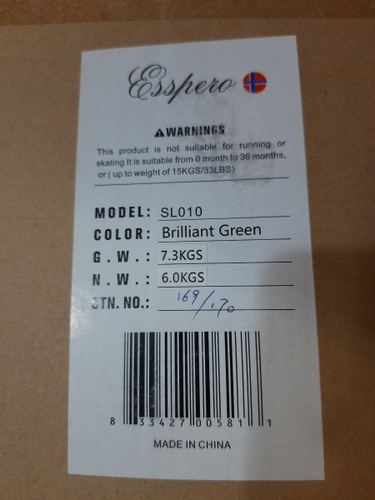 Esspero
WARNINGS
This product is not suitable for running or
skating It is suitable from 0 month to 36 months,
or ( up to weight of 15KGS/33LBS)
MODEL: SL010
COLOR: Brilliant Green
G . W . : 7.3KGS
N . W . : 6.0KGS
CTN. NO.: 169/170
8 33427 00581 1
MADE IN CHINA